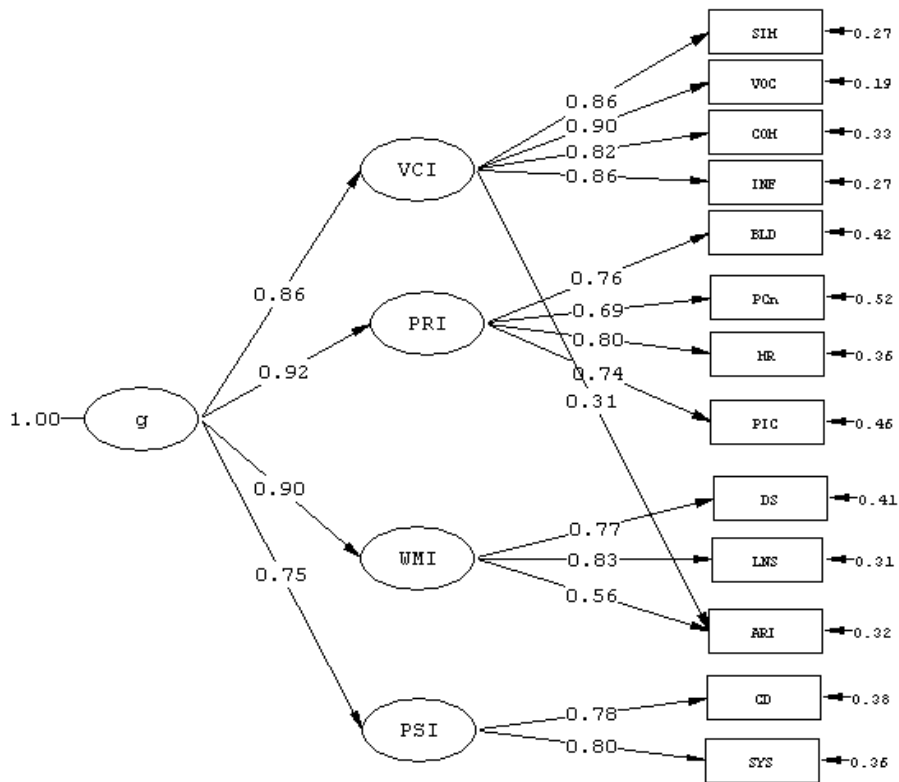 SIM
0.27
0.86
VOC
0.19
0.90
COM
0.33
0.82
VCI
INF
0.27
0.86
BLD
0.42
0.76
0.86
PCn
0.52
0.69
PRI
MR
0.36
0.80
0.92
0.74
0.31
1.00
g
PIC
0.46
0.90
DS
0.41
0.77
WMI
0.83
LNS
0.31
0.75
0.56
ARI
0.32
CD
0.38
0.78
PSI
0.80
SYS
0.36